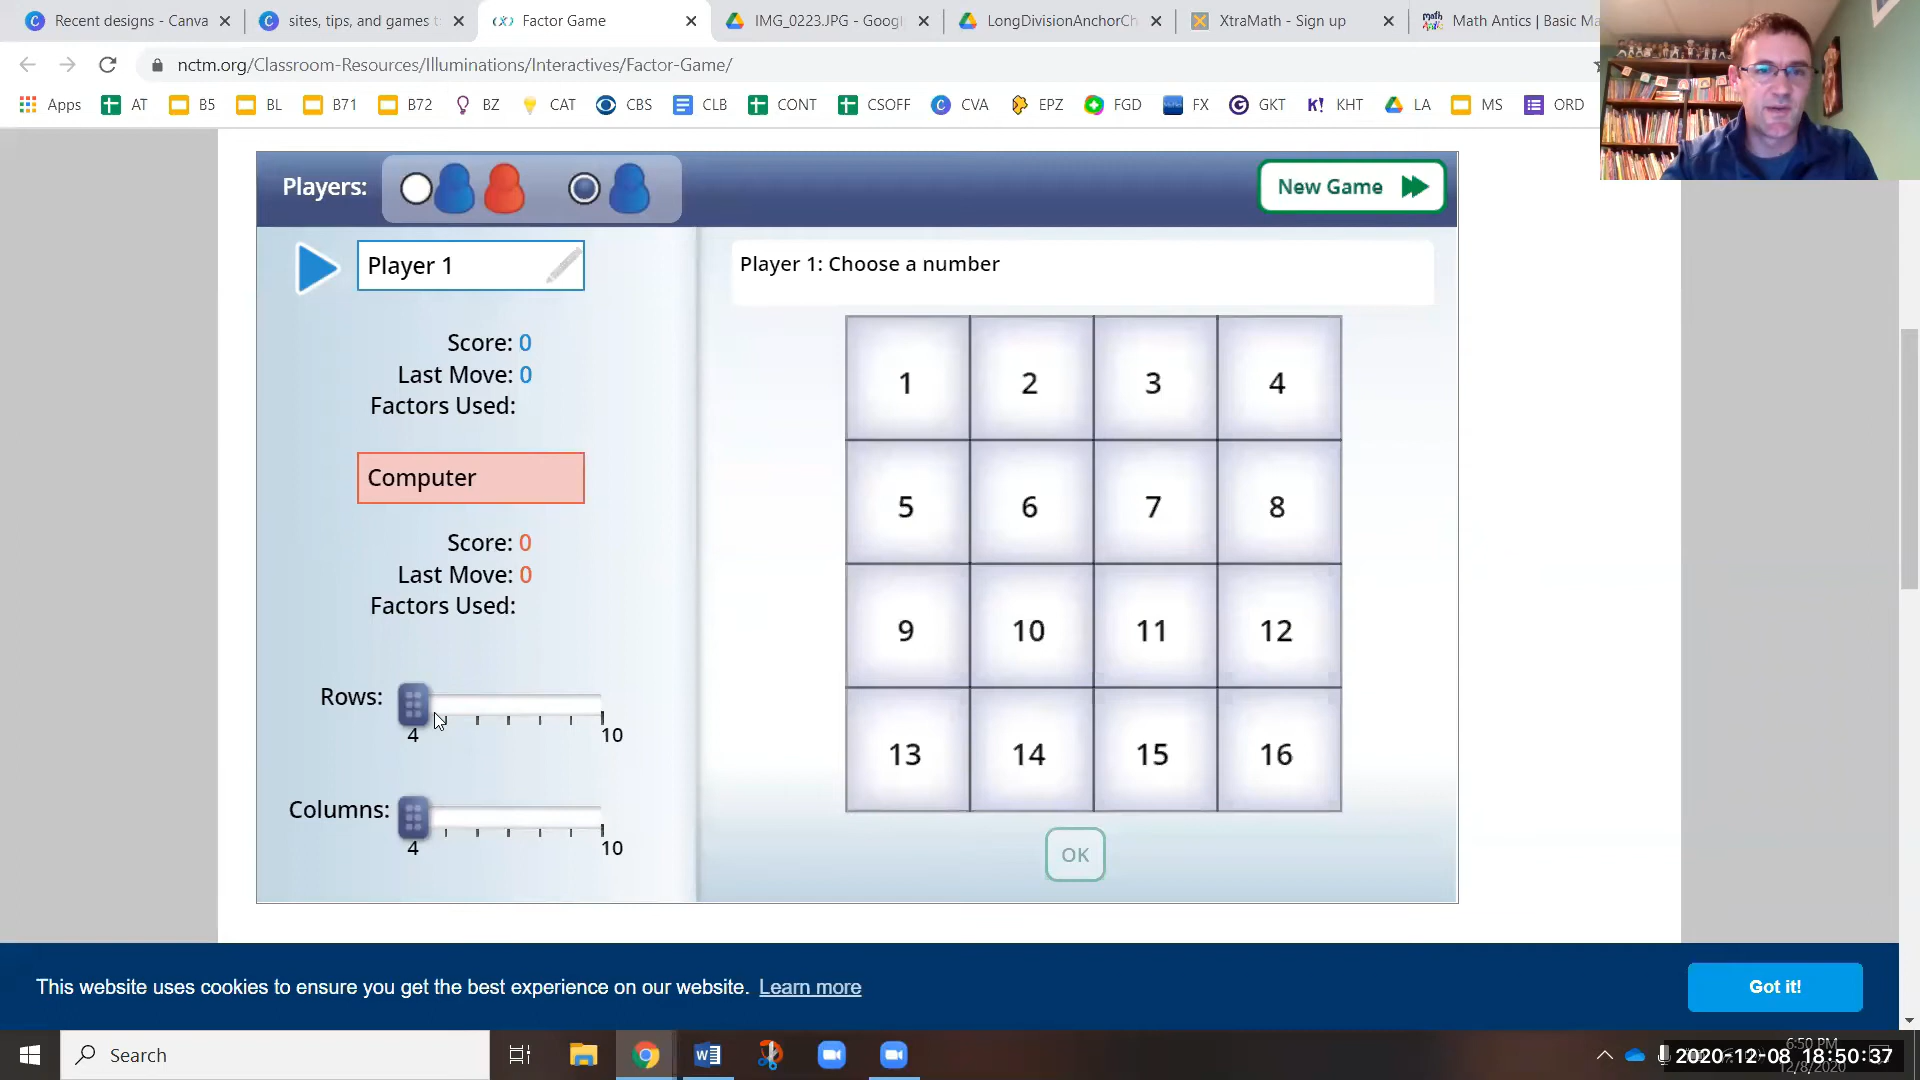 Recent designs - Canva
sites, tips, and games t
Factor Game
IMG_0223.JPG - Googl
LongDivisionAnchorCh
XtraMath - Sign up
Math Antics | Basic Ma
nctm.org/Classroom-Resources/Illuminations/Interactives/Factor-Game/
Apps AT B5 BL B71 B72 BZ CAT CBS CLB CONT CSOFF CVA EPZ FGD FX GKT KHT LA MS ORD
Players:
New Game
Player 1
Player 1: Choose a number
Score: 0
Last Move: 0
Factors Used:
Computer
Score: 0
Last Move: 0
Factors Used:
Rows:
4 10
Columns:
4 10
1 2 3 4
5 6 7 8
9 10 11 12
13 14 15 16
OK
This website uses cookies to ensure you get the best experience on our website. Learn more
Got it!
Search
6:50 PM
2020-12-08 18:50:37
12/8/2020